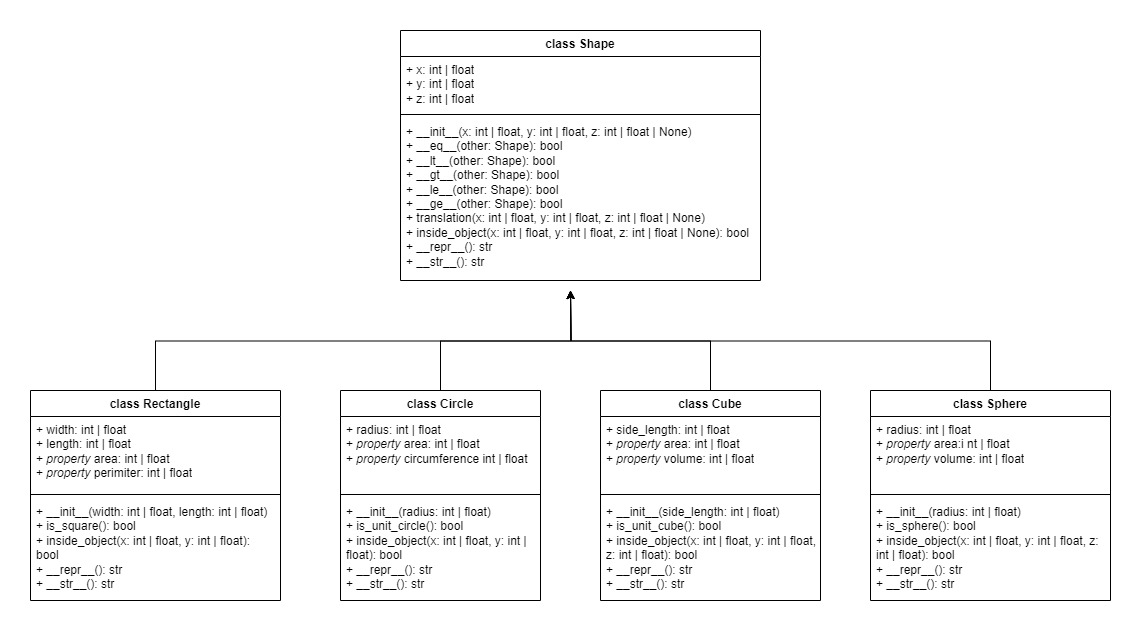 class Shape
+ x: int | float
+ y: int | float
+ z: int | float
+ __init__(x: int | float, y: int | float, z: int | float | None)
+ __eq__(other: Shape): bool
+ __lt__(other: Shape): bool
+ __gt__(other: Shape): bool
+ __le__(other: Shape): bool
+ __ge__(other: Shape): bool
+ translation(x: int | float, y: int | float, z: int | float | None)
+ inside_object(x: int | float, y: int | float, z: int | float | None): bool
+ __repr__(): str
+ __str__(): str
class Rectangle
+ width: int | float
+ length: int | float
+ property area: int | float
+ property perimiter: int | float
+ __init__(width: int | float, length: int | float)
+ is_square(): bool
+ inside_object(x: int | float, y: int | float):
bool
+ __repr__(): str
+ __str__(): str
class Circle
+ radius: int | float
+ property area: int | float
+ property circumference int | float
+ __init__(radius: int | float)
+ is_unit_circle(): bool
+ inside_object(x: int | float, y: int |
float): bool
+ __repr__(): str
+ __str__(): str
class Cube
+ side_length: int | float
+ property area: int | float
+ property volume: int | float
+ __init__(side_length: int | float)
+ is_unit_cube(): bool
+ inside_object(x: int | float, y: int | float,
z: int | float): bool
+ __repr__(): str
+ __str__(): str
class Sphere
+ radius: int | float
+ property area:i nt | float
+ property volume: int | float
+ __init__(radius: int | float)
+ is_sphere(): bool
+ inside_object(x: int | float, y: int | float, z:
int | float): bool
+ __repr__(): str
+ __str__(): str